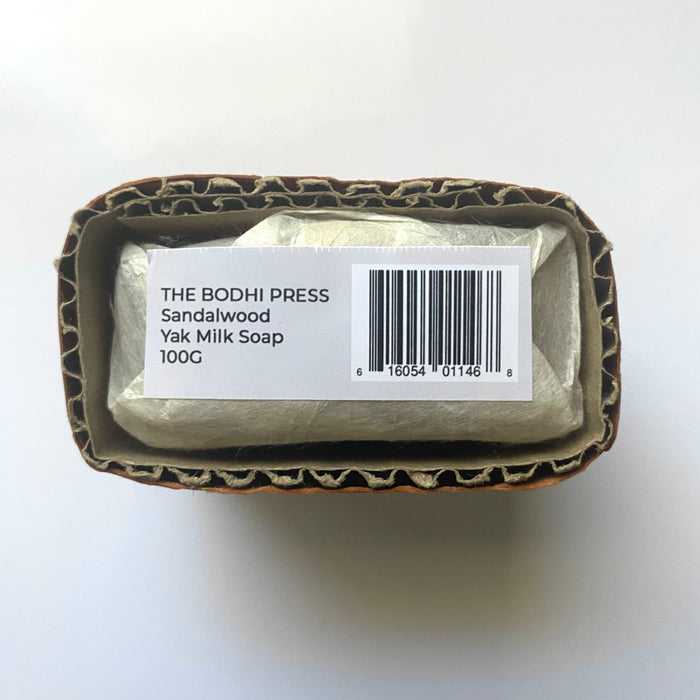 THE BODHI PRESS
Sandalwood
Yak Milk Soap
100G
6 16054 01146 8